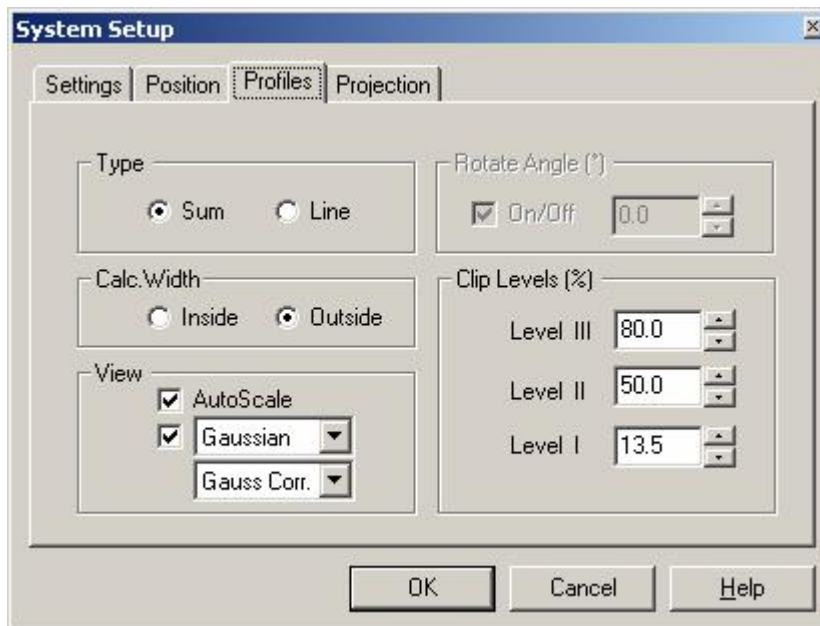 System Setup
Settings Position Profiles Projection
Type
Sum Line
Rotate Angle (°)
On/Off 0.0
Calc.Width
Inside Outside
Clip Levels (%)
Level III 80.0
Level II 50.0
Level I 13.5
View
AutoScale
Gaussian
Gauss Corr.
OK Cancel Help